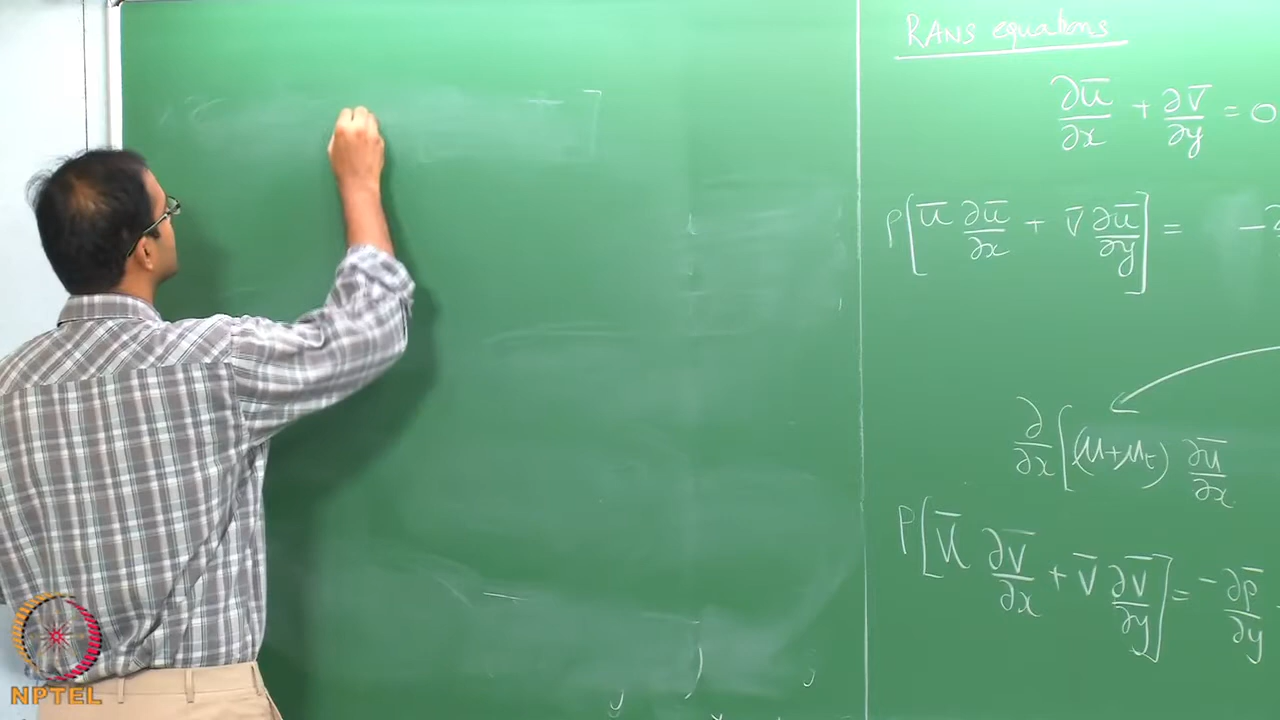 RANS equations
∂ū/∂x + ∂v̄/∂y = 0
ρ[ū ∂ū/∂x + v̄ ∂ū/∂y] = -
∂/∂x[(μ+μt) ∂ū/∂x
ρ[ū ∂v̄/∂x + v̄ ∂v̄/∂y] = -∂p̄/∂y
NPTEL